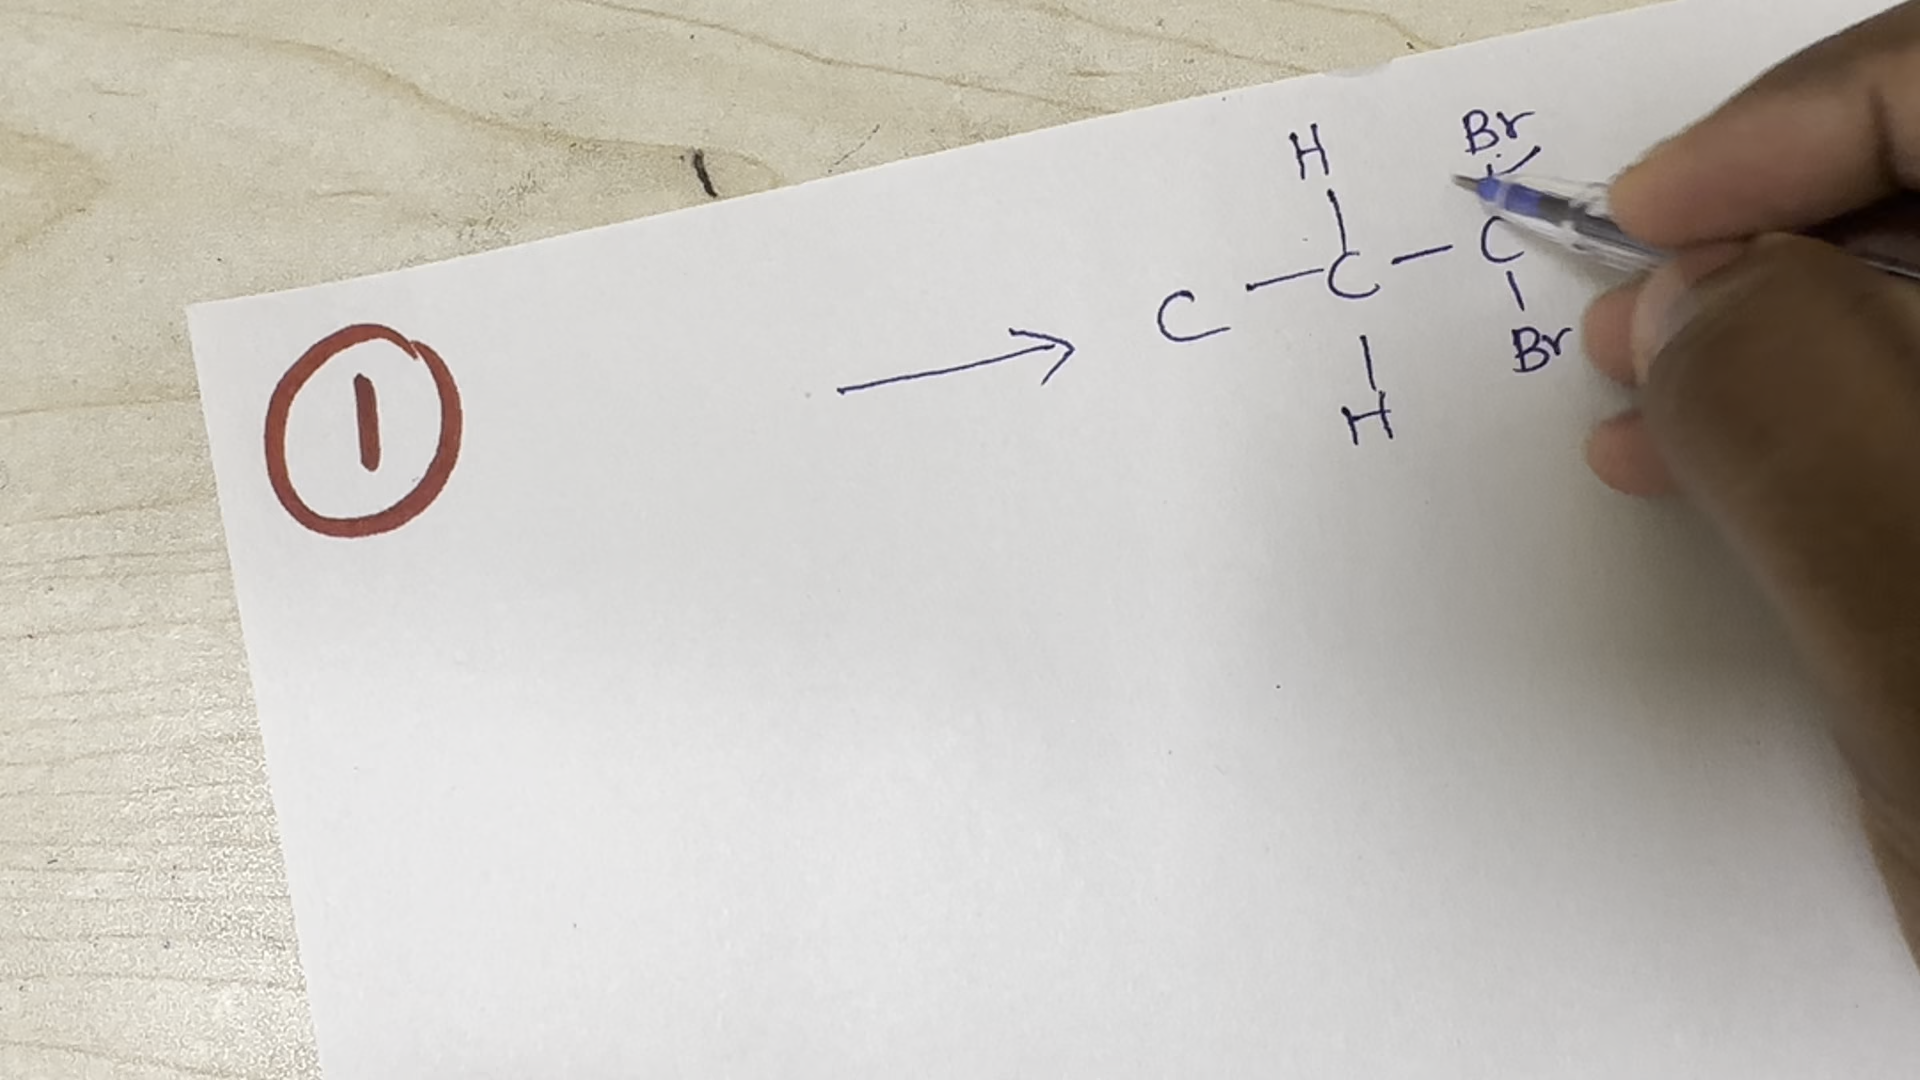 ①
H Br
→ C — C — C
H Br